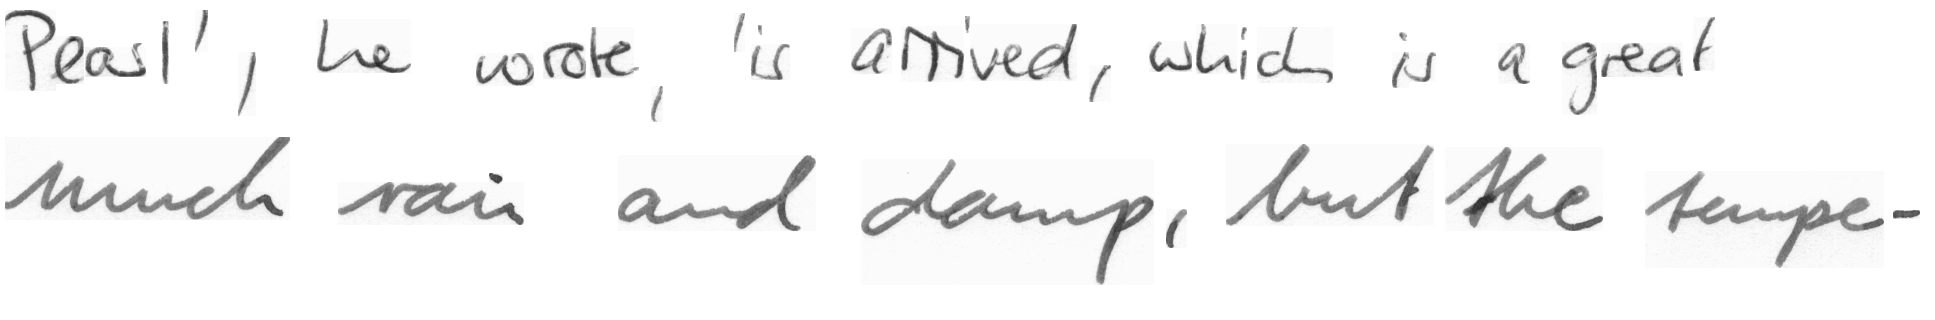 Pearl', he wrote, 'is arrived, which is a great
much rain and damp, but the tempe-